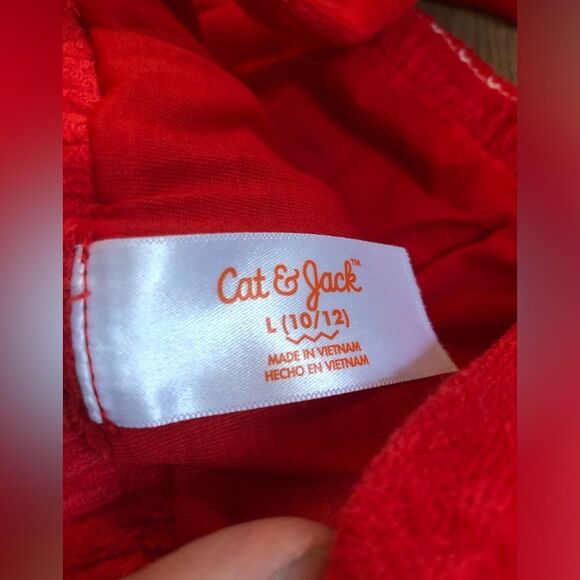 Cat & Jack™
L (10/12)
MADE IN VIETNAM
HECHO EN VIETNAM